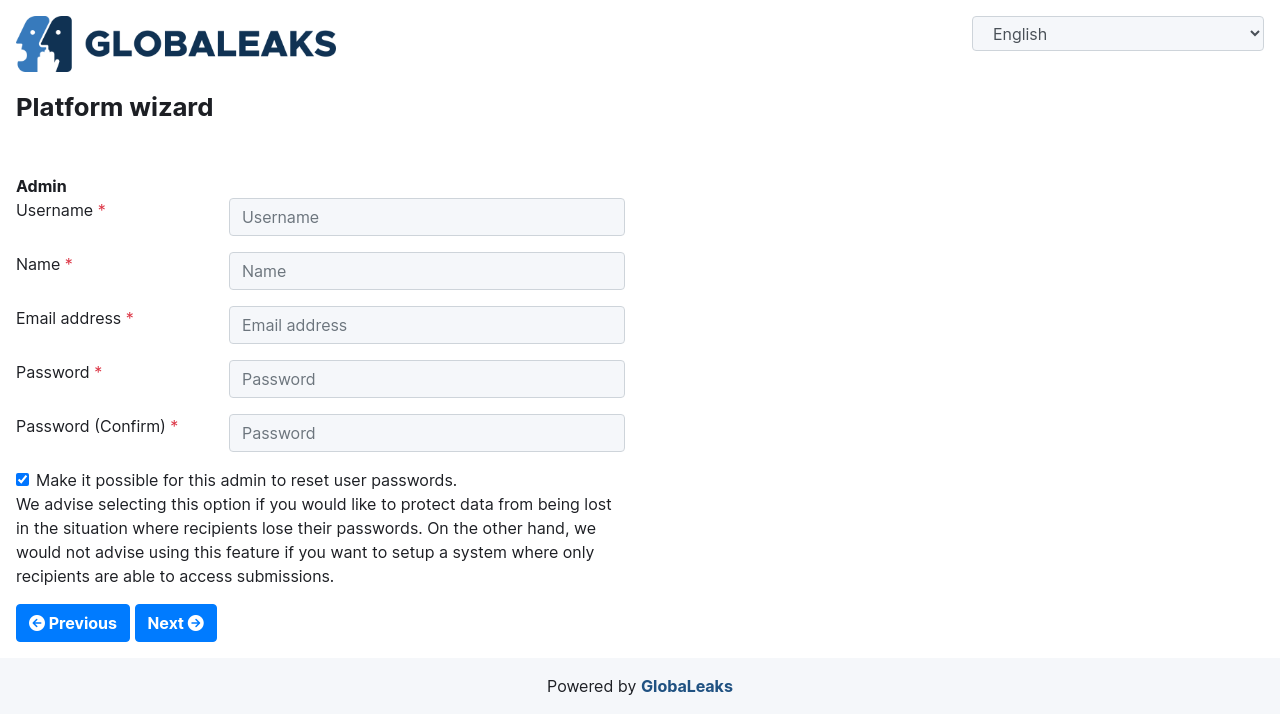 GLOBALEAKS
English
Platform wizard
Admin
Username *
Username
Name *
Name
Email address *
Email address
Password *
Password
Password (Confirm) *
Password
Make it possible for this admin to reset user passwords.
We advise selecting this option if you would like to protect data from being lost
in the situation where recipients lose their passwords. On the other hand, we
would not advise using this feature if you want to setup a system where only
recipients are able to access submissions.
Previous
Next
Powered by GlobaLeaks